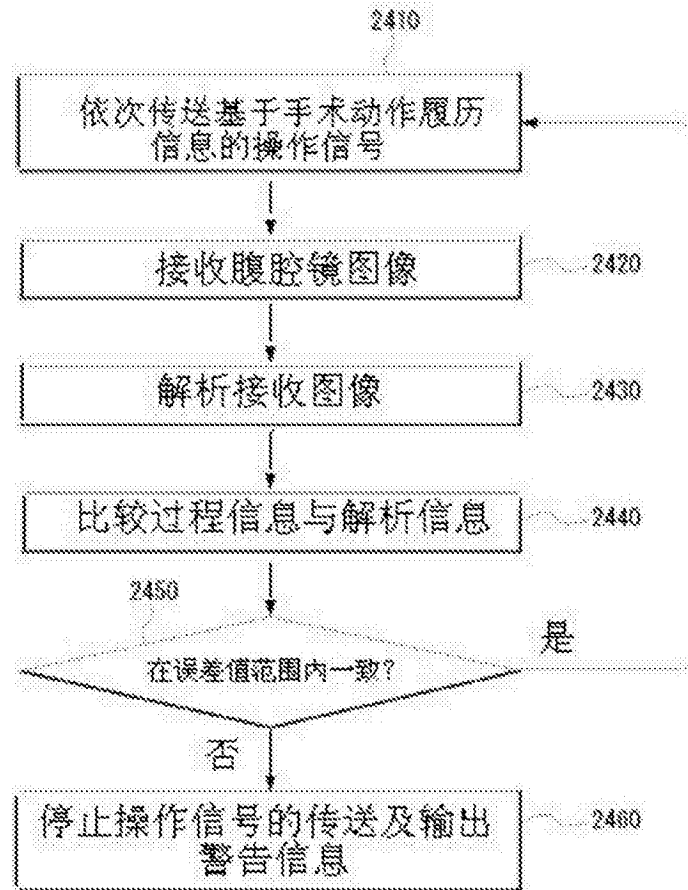 2410
依次传送基于手术动作履历
信息的操作信号
接收腹腔镜图像
2420
解析接收图像
2430
比较过程信息与解析信息
2440
2450
在误差值范围内一致?
是
否
停止操作信号的传送及输出
警告信息
2460